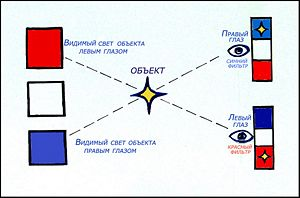 Видимый свет объекта
левым глазом
Объект
Видимый свет объекта
правым глазом
Правый
глаз
синий
фильтр
Левый
глаз
красный
фильтр